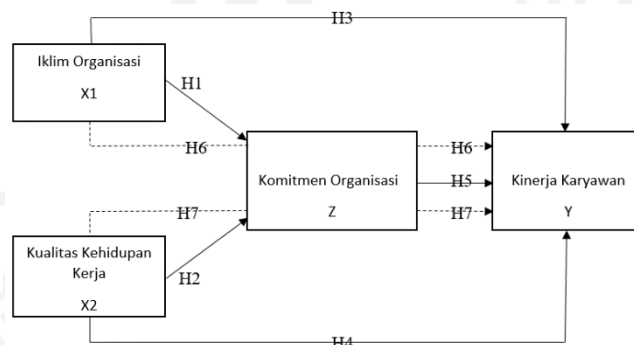 H3
Iklim Organisasi
X1
H1
H6
H6
Komitmen Organisasi
Z
H5
Kinerja Karyawan
Y
H7
H7
Kualitas Kehidupan
Kerja
X2
H2
H4